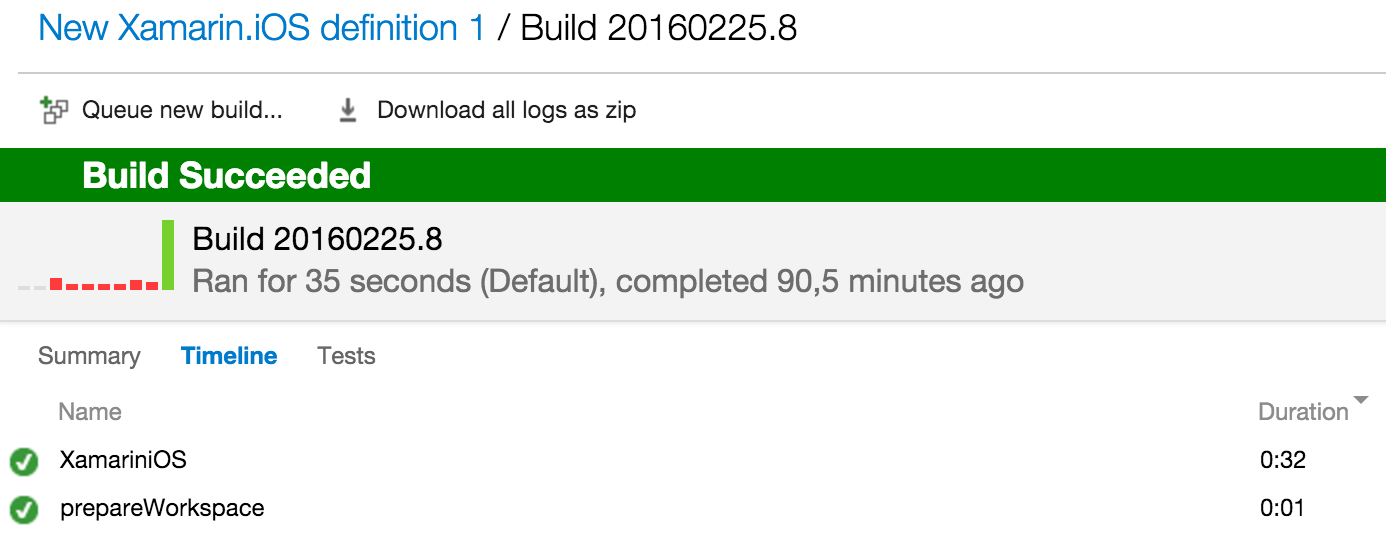 New Xamarin.iOS definition 1 / Build 20160225.8
Queue new build... Download all logs as zip
Build Succeeded
Build 20160225.8
Ran for 35 seconds (Default), completed 90,5 minutes ago
Summary Timeline Tests
Name Duration
XamariniOS 0:32
prepareWorkspace 0:01